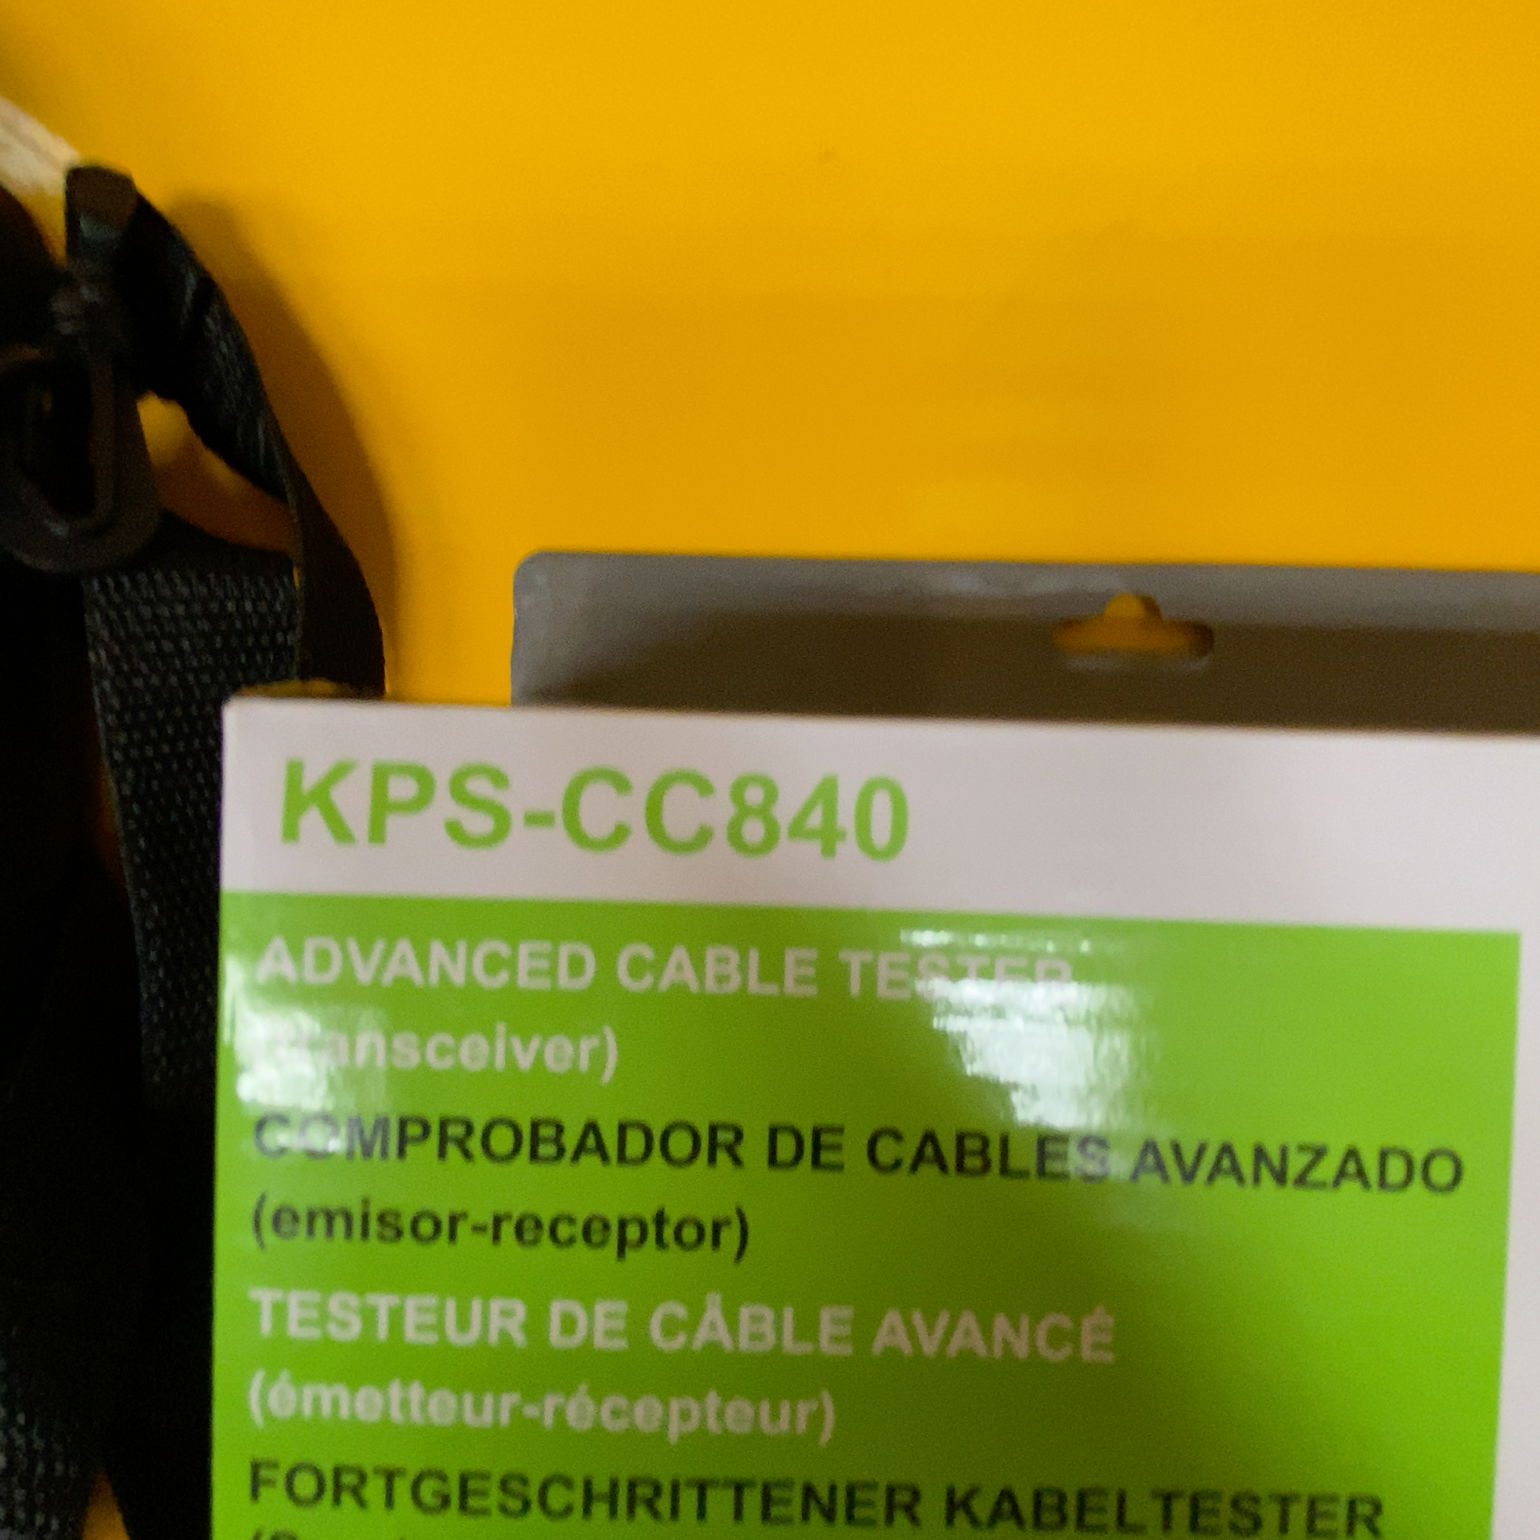 KPS-CC840
ADVANCED CABLE TESTER
(transceiver)
COMPROBADOR DE CABLES AVANZADO
(emisor-receptor)
TESTEUR DE CÂBLE AVANCÉ
(émetteur-récepteur)
FORTGESCHRITTENER KABELTESTER